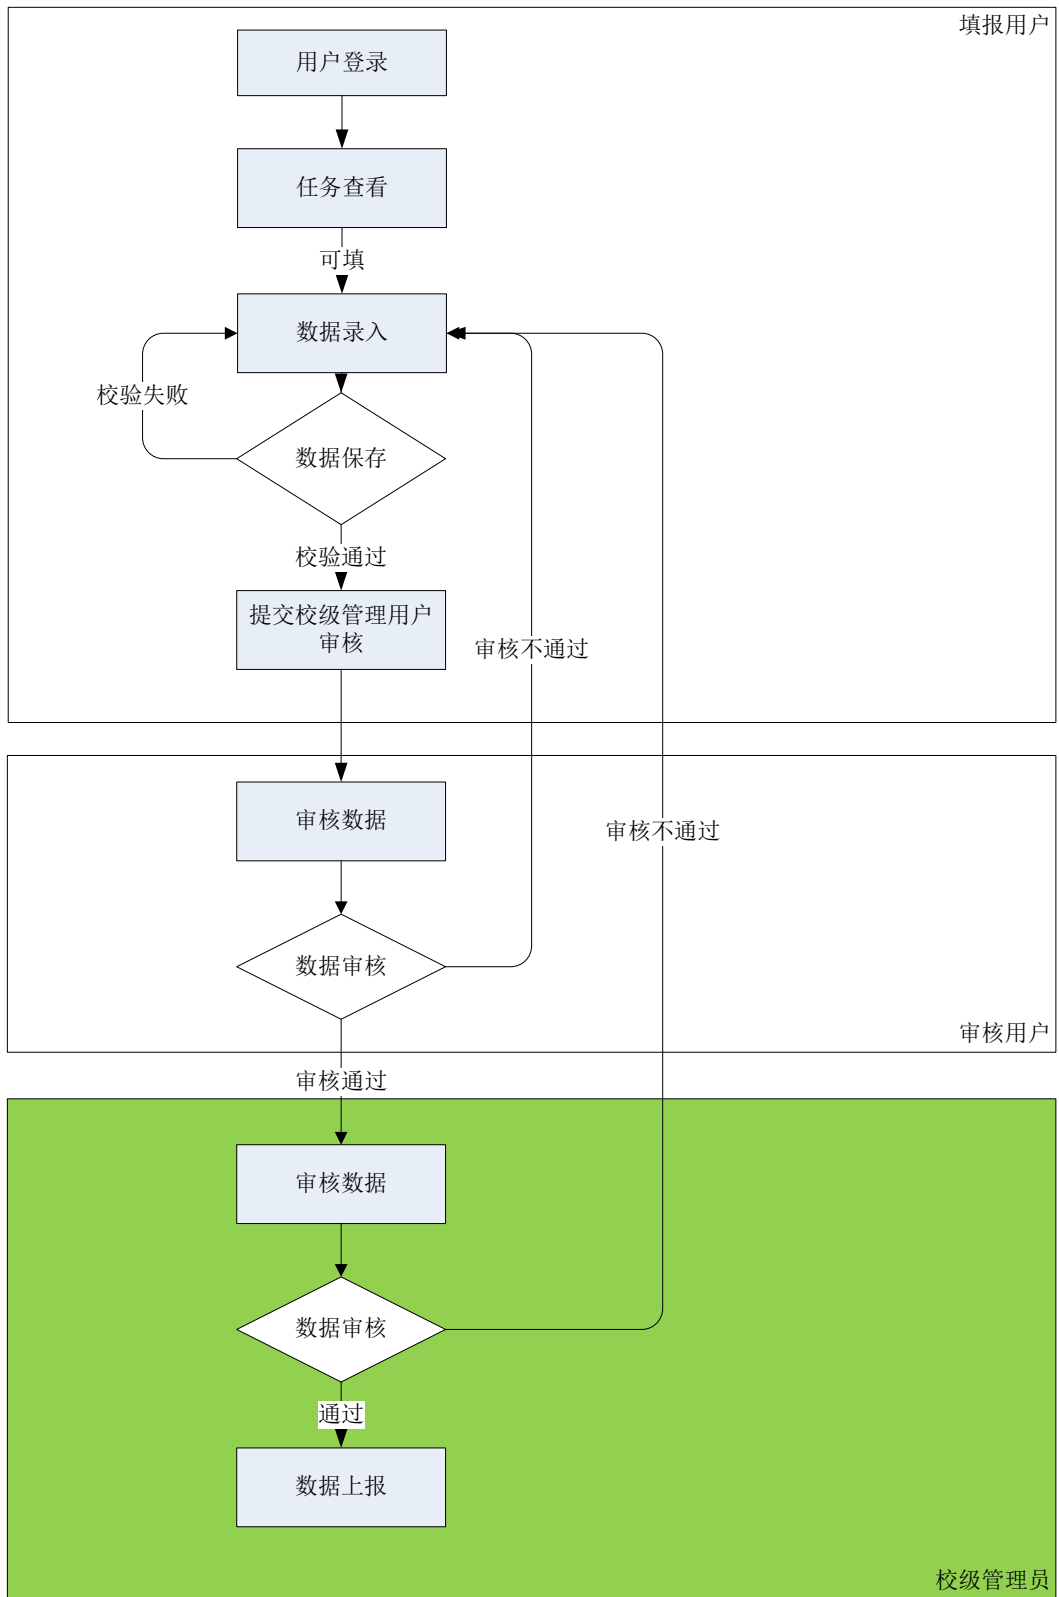 填报用户
用户登录
任务查看
可填
数据录入
校验失败
数据保存
校验通过
提交校级管理用户
审核
审核不通过
审核数据
审核不通过
数据审核
审核用户
审核通过
审核数据
数据审核
通过
数据上报
校级管理员